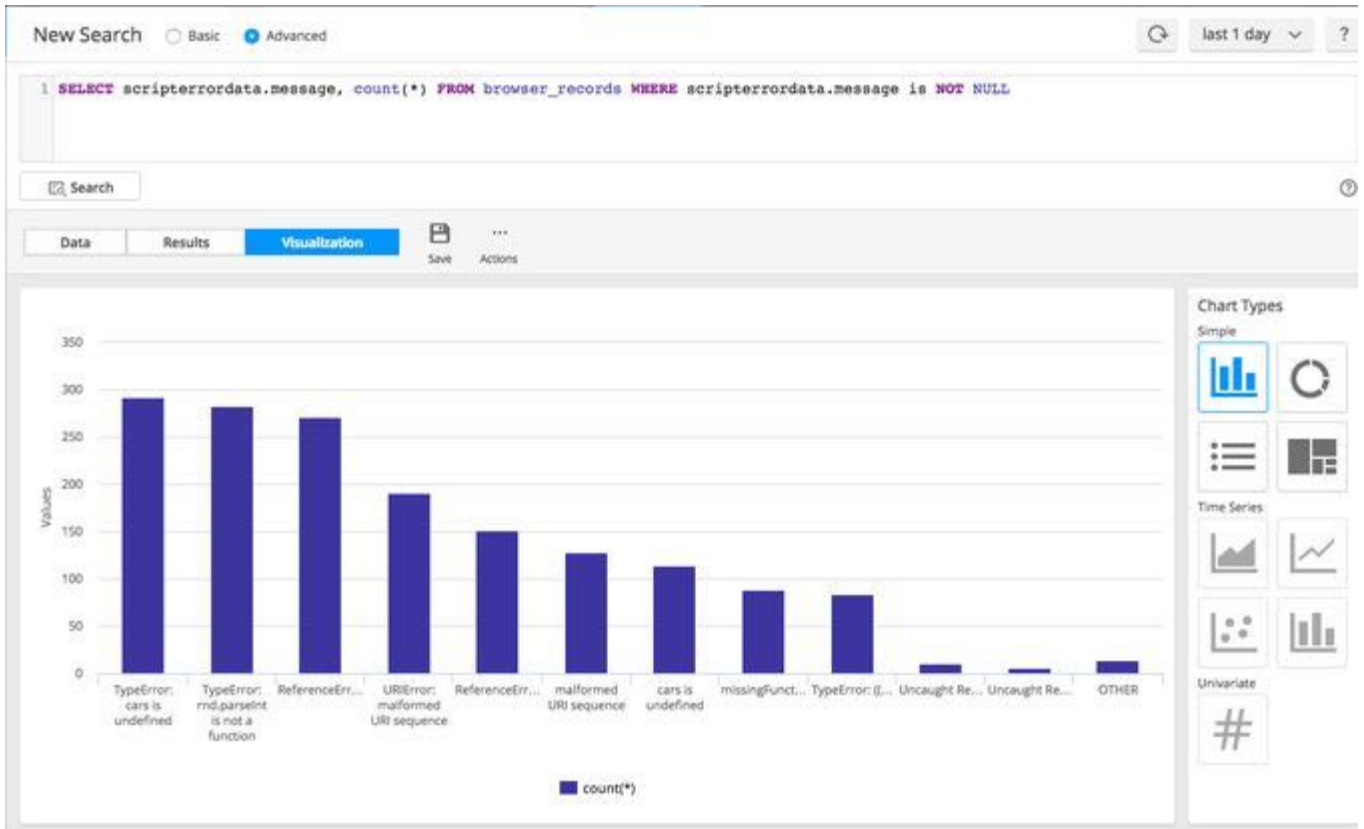 New Search Basic Advanced last 1 day ?
1 SELECT scripterrordata.message, count(*) FROM browser_records WHERE scripterrordata.message is NOT NULL
Search ?
Data Results Visualization Save Actions
Chart Types
Simple
Time Series
Univariate
#
Values
350
300
250
200
150
100
50
0
TypeError:
cars is
undefined
TypeError:
rnd.parseInt
is not a
function
ReferenceErr...
URIError:
malformed
URI sequence
ReferenceErr...
malformed
URI sequence
cars is
undefined
missingFunct...
TypeError: ((...
Uncaught Re...
Uncaught Re...
OTHER
count(*)